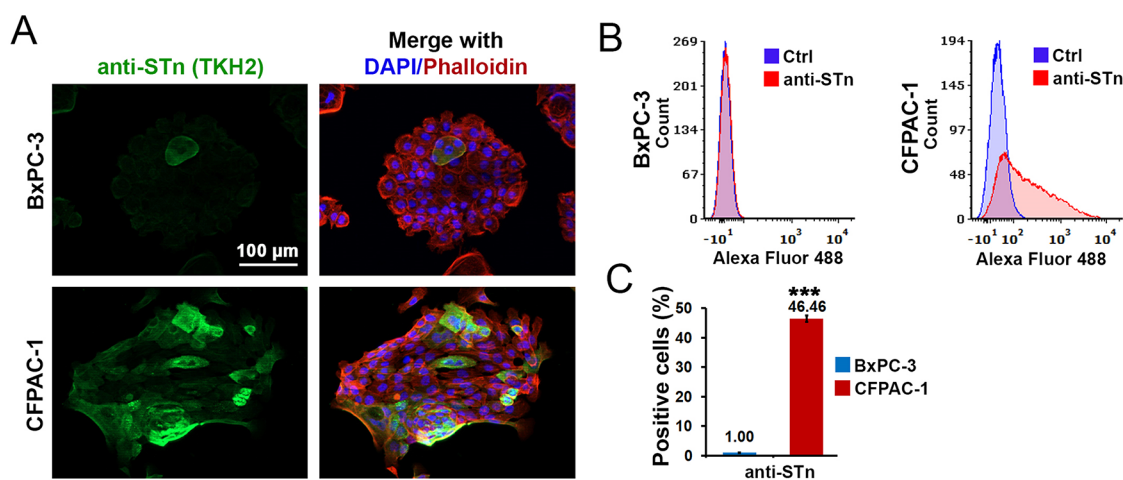 A
anti-STn (TKH2)
Merge with
DAPI/Phalloidin
BxPC-3
100 µm
CFPAC-1
B
BxPC-3
Count
269
201
134
67
0
Ctrl
anti-STn
-10¹ 10³ 10⁴
Alexa Fluor 488
CFPAC-1
Count
194
145
97
48
0
Ctrl
anti-STn
-10¹ 10² 10³ 10⁴
Alexa Fluor 488
C
Positive cells (%)
50
40
30
20
10
0
1.00
***
46.46
anti-STn
BxPC-3
CFPAC-1